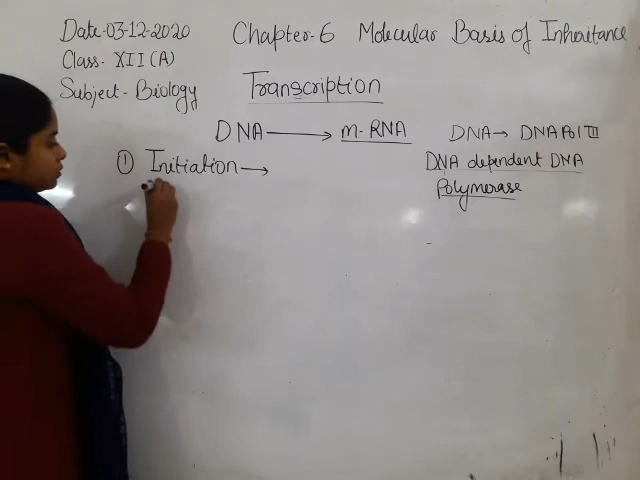 Date-03-12-2020 Chapter-6 Molecular Basis of Inheritance
Class- XII(A)
Subject- Biology Transcription
DNA → m-RNA DNA → DNA Pol III
① Initiation → DNA dependent DNA
Polymerase